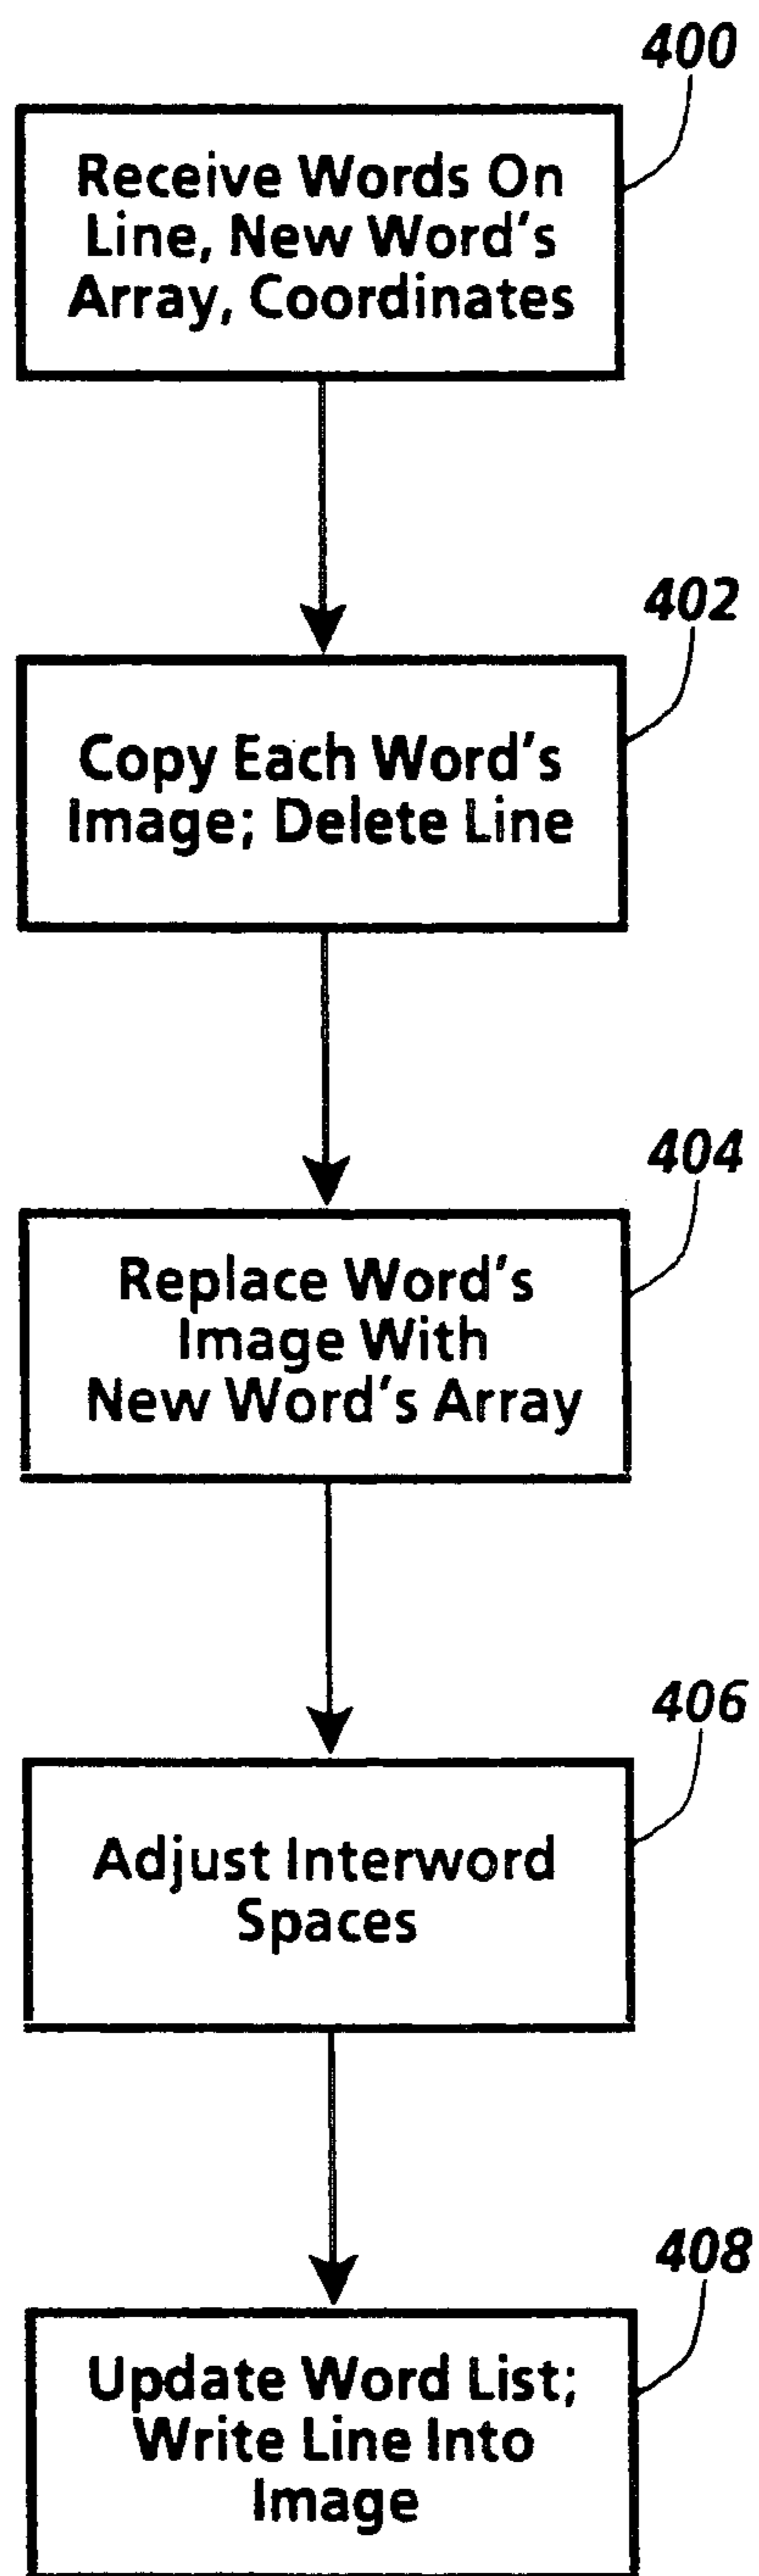 400
Receive Words On
Line, New Word's
Array, Coordinates
402
Copy Each Word's
Image; Delete Line
404
Replace Word's
Image With
New Word's Array
406
Adjust Interword
Spaces
408
Update Word List;
Write Line Into
Image